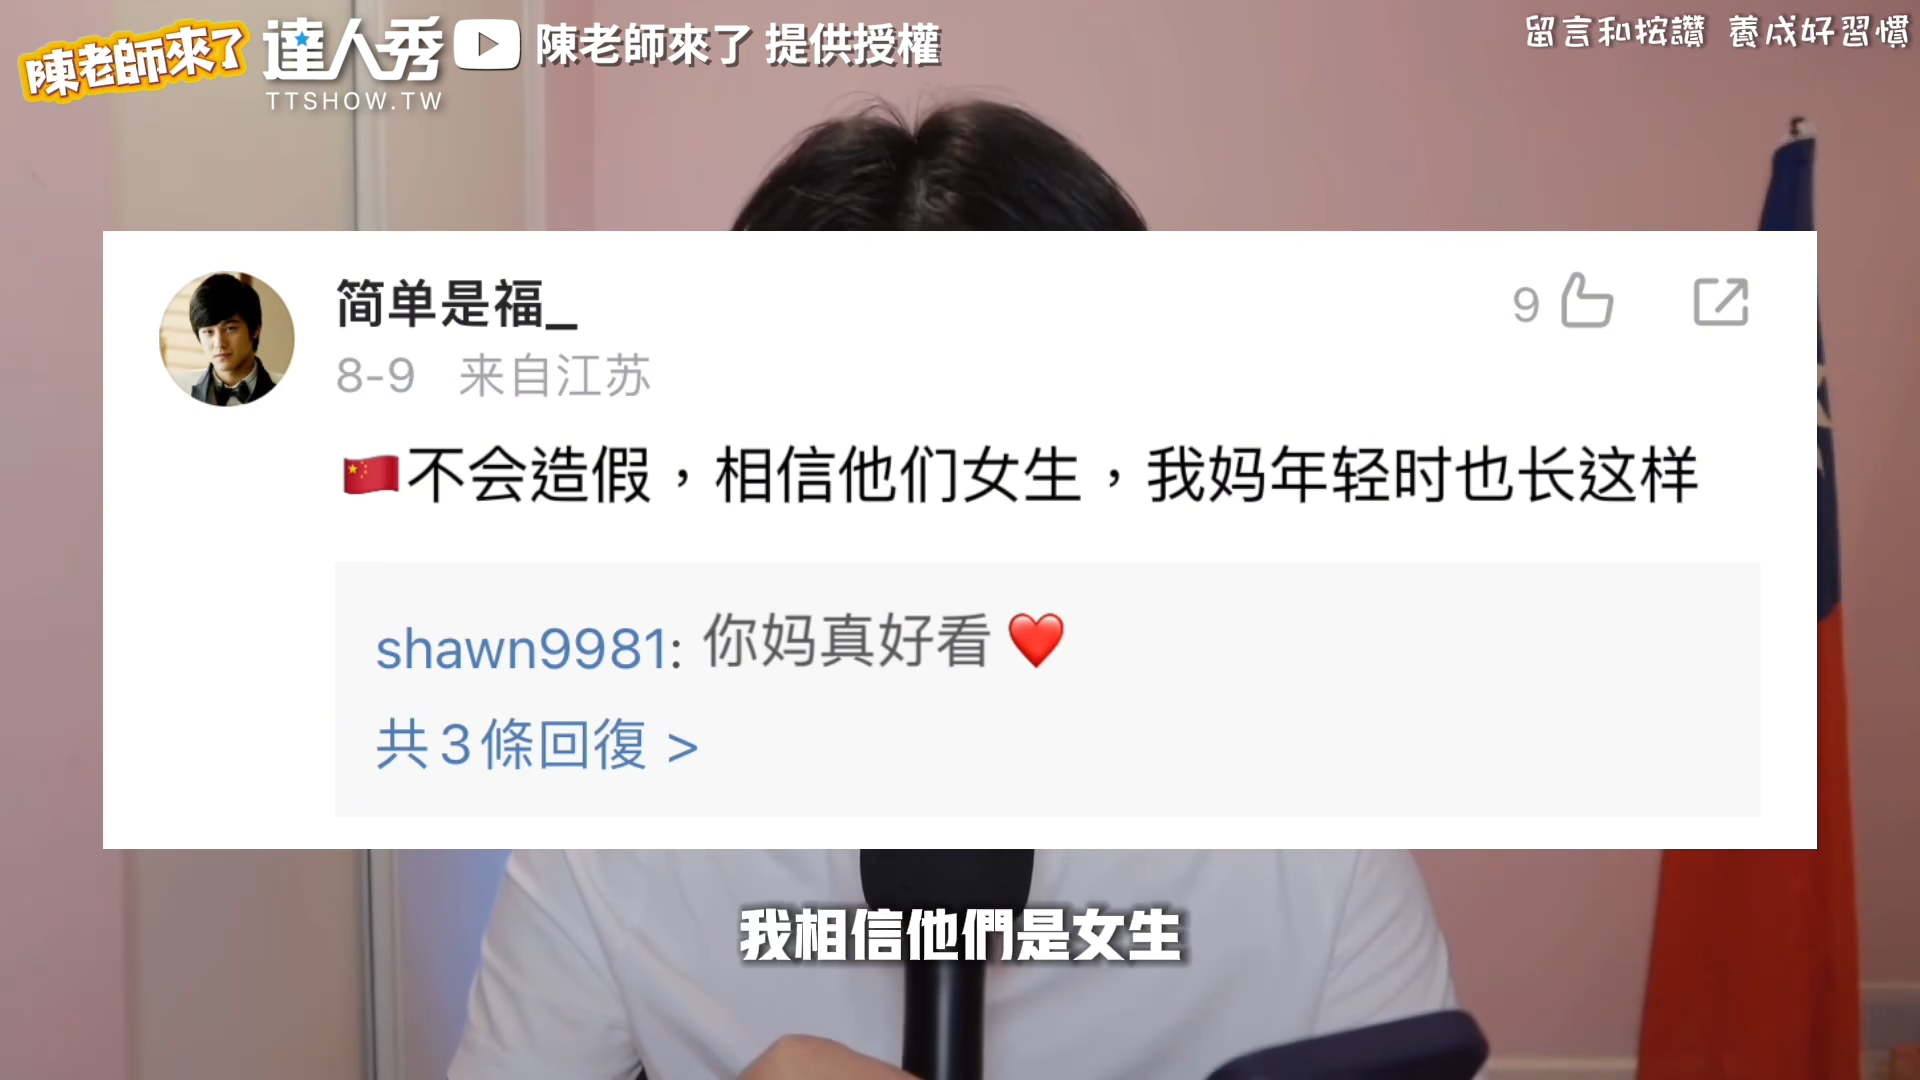 陳老師來了 達人秀 陳老師來了 提供授權
TTSHOW.TW
留言和按讚 養成好習慣
简单是福_
9
8-9 来自江苏
🇨🇳不会造假，相信他们女生，我妈年轻时也长这样
shawn9981: 你妈真好看 ❤️
共3條回復 >
我相信他們是女生